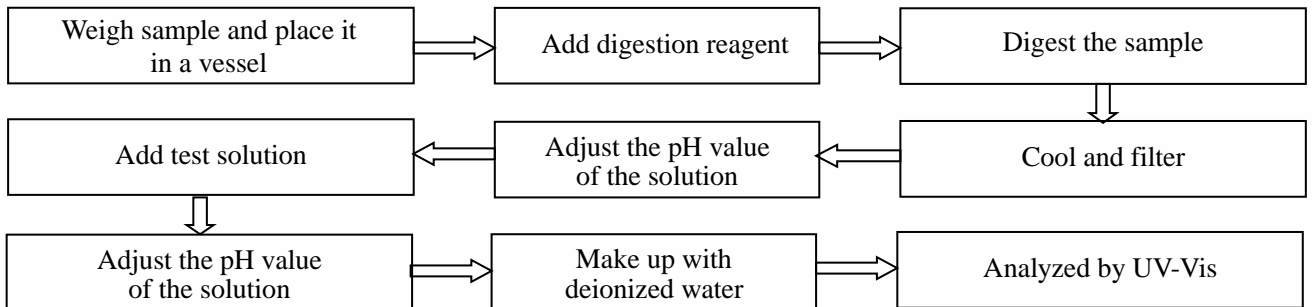 Weigh sample and place it
in a vessel
Add digestion reagent
Digest the sample
Cool and filter
Adjust the pH value
of the solution
Add test solution
Adjust the pH value
of the solution
Make up with
deionized water
Analyzed by UV-Vis